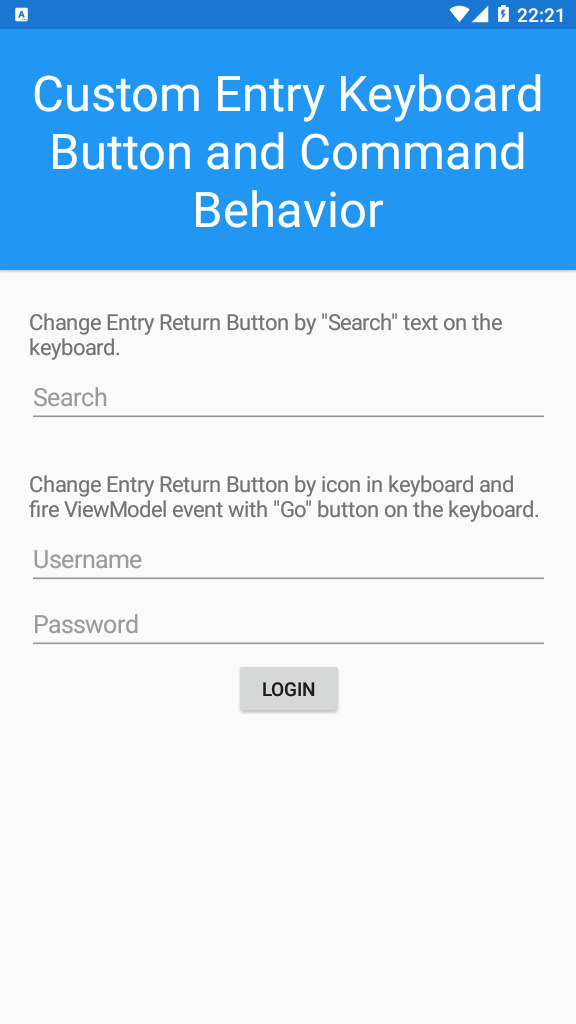 22:21
Custom Entry Keyboard
Button and Command
Behavior
Change Entry Return Button by "Search" text on the
keyboard.
Search
Change Entry Return Button by icon in keyboard and
fire ViewModel event with "Go" button on the keyboard.
Username
Password
LOGIN